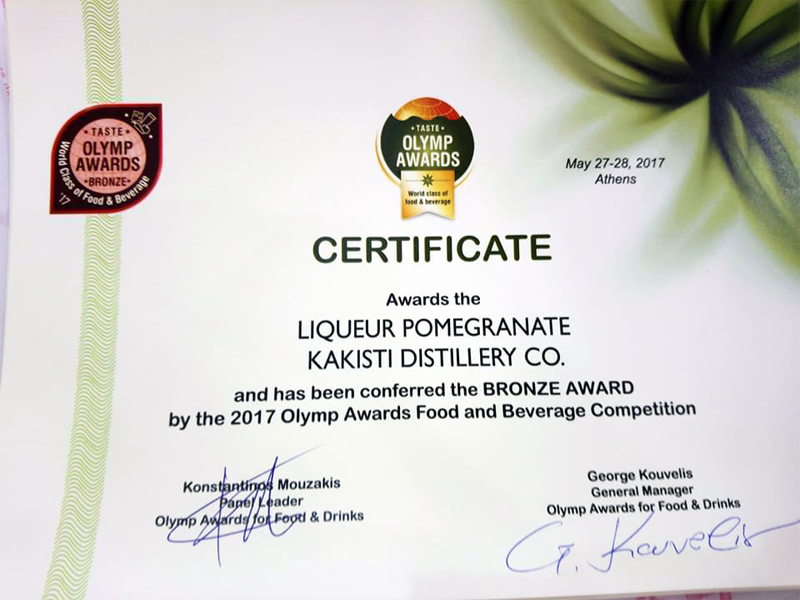 • TASTE •
OLYMP
AWARDS
• BRONZE •
World Class of Food & Beverage
'17
• TASTE •
OLYMP
AWARDS
World class of
food & beverage
May 27-28, 2017
Athens
CERTIFICATE
Awards the
LIQUEUR POMEGRANATE
KAKISTI DISTILLERY CO.
and has been conferred the BRONZE AWARD
by the 2017 Olymp Awards Food and Beverage Competition
Konstantinos Mouzakis
Panel Leader
Olymp Awards for Food & Drinks
George Kouvelis
General Manager
Olymp Awards for Food & Drinks
G. Kouvelis